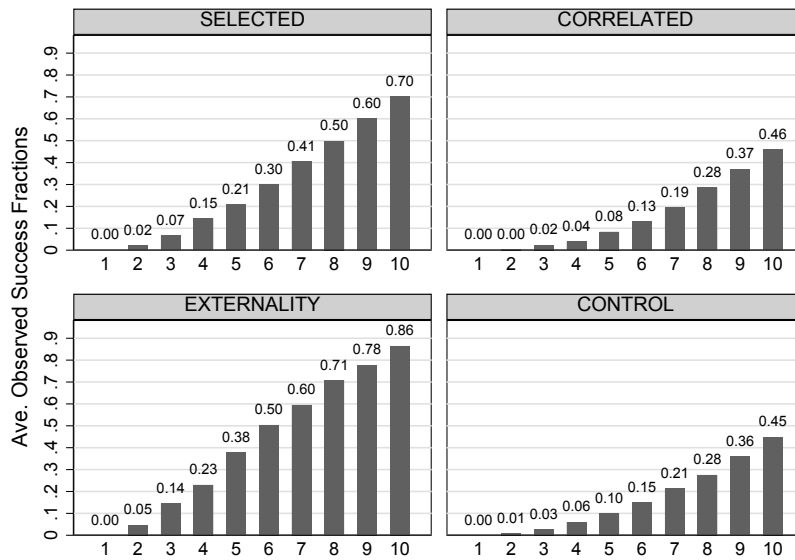 SELECTED
CORRELATED
Ave. Observed Success Fractions
0 .1 .2 .3 .4 .5 .6 .7 .8 .9
0.00 0.02 0.07 0.15 0.21 0.30 0.41 0.50 0.60 0.70
1 2 3 4 5 6 7 8 9 10
0.00 0.00 0.02 0.04 0.08 0.13 0.19 0.28 0.37 0.46
1 2 3 4 5 6 7 8 9 10
EXTERNALITY
CONTROL
0 .1 .2 .3 .4 .5 .6 .7 .8 .9
0.00 0.05 0.14 0.23 0.38 0.50 0.60 0.71 0.78 0.86
1 2 3 4 5 6 7 8 9 10
0.00 0.01 0.03 0.06 0.10 0.15 0.21 0.28 0.36 0.45
1 2 3 4 5 6 7 8 9 10